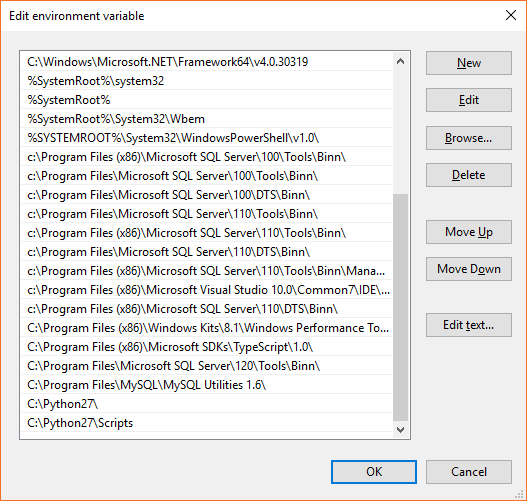 Edit environment variable
C:\Windows\Microsoft.NET\Framework64\v4.0.30319
%SystemRoot%\system32
%SystemRoot%
%SystemRoot%\System32\Wbem
%SYSTEMROOT%\System32\WindowsPowerShell\v1.0\
c:\Program Files (x86)\Microsoft SQL Server\100\Tools\Binn\
c:\Program Files\Microsoft SQL Server\100\Tools\Binn\
c:\Program Files\Microsoft SQL Server\100\DTS\Binn\
c:\Program Files (x86)\Microsoft SQL Server\110\Tools\Binn\
c:\Program Files\Microsoft SQL Server\110\Tools\Binn\
c:\Program Files\Microsoft SQL Server\110\DTS\Binn\
c:\Program Files (x86)\Microsoft SQL Server\110\Tools\Binn\Mana...
c:\Program Files (x86)\Microsoft Visual Studio 10.0\Common7\IDE\...
c:\Program Files (x86)\Microsoft SQL Server\110\DTS\Binn\
C:\Program Files (x86)\Windows Kits\8.1\Windows Performance To...
C:\Program Files (x86)\Microsoft SDKs\TypeScript\1.0\
C:\Program Files\Microsoft SQL Server\120\Tools\Binn\
C:\Program Files\MySQL\MySQL Utilities 1.6\
C:\Python27\
C:\Python27\Scripts
New
Edit
Browse...
Delete
Move Up
Move Down
Edit text...
OK
Cancel